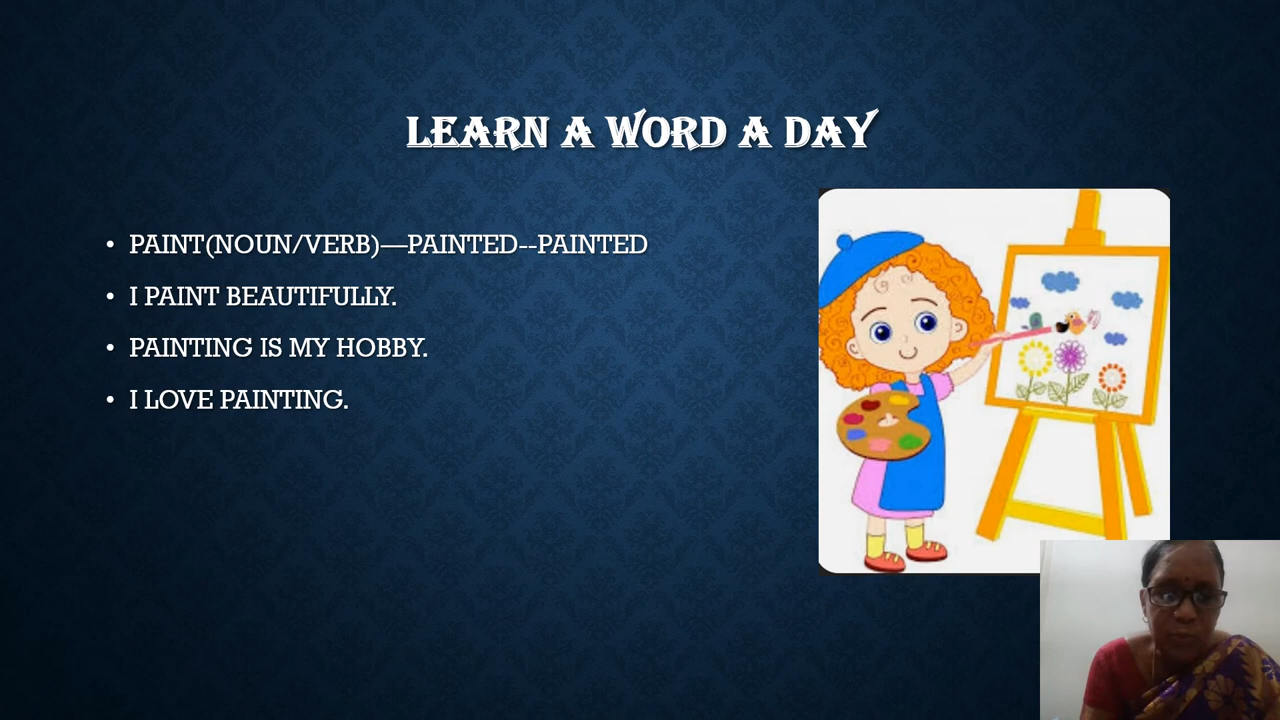 LEARN A WORD A DAY
• PAINT(NOUN/VERB)—PAINTED--PAINTED
• I PAINT BEAUTIFULLY.
• PAINTING IS MY HOBBY.
• I LOVE PAINTING.